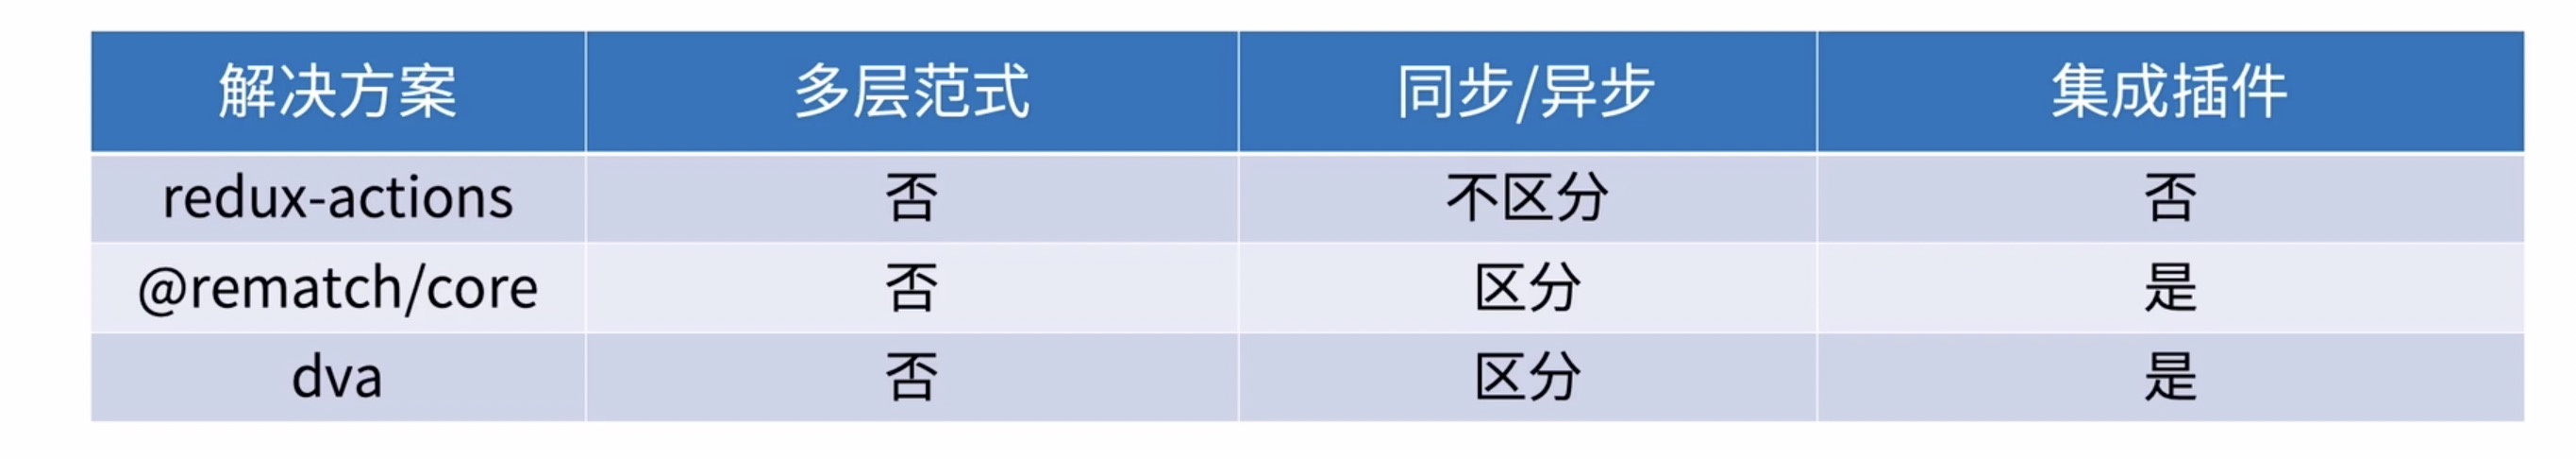 解决方案 多层范式 同步/异步 集成插件
redux-actions 否 不区分 否
@rematch/core 否 区分 是
dva 否 区分 是